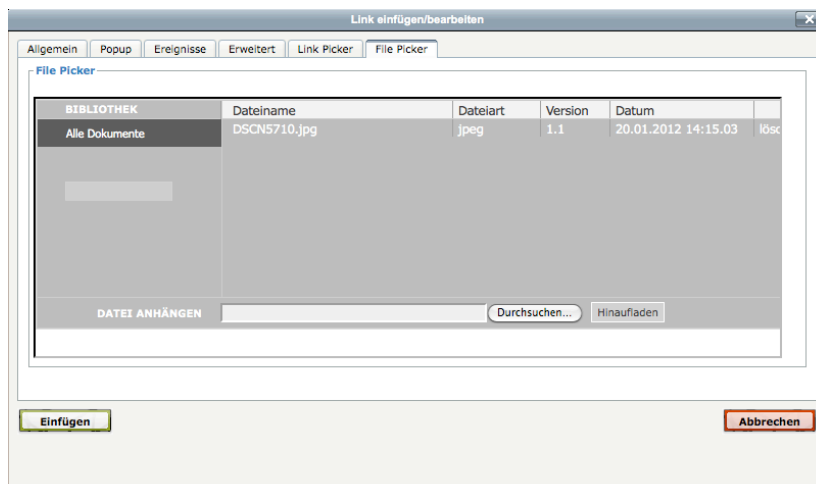 Link einfügen/bearbeiten
Allgemein Popup Ereignisse Erweitert Link Picker File Picker
File Picker
BIBLIOTHEK Dateiname Dateiart Version Datum
Alle Dokumente DSCN5710.jpg jpeg 1.1 20.01.2012 14:15.03 lösc
DATEI ANHÄNGEN Durchsuchen... Hinaufladen
Einfügen Abbrechen